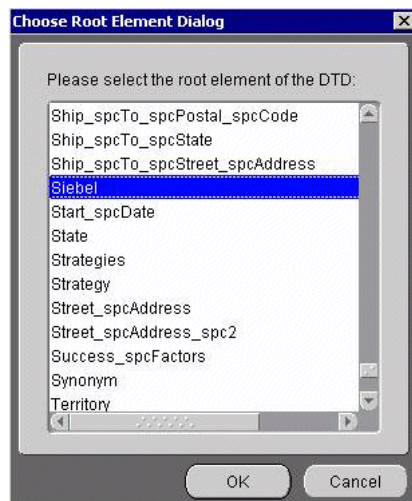 Choose Root Element Dialog
Please select the root element of the DTD:
Ship_spcTo_spcPostal_spcCode
Ship_spcTo_spcState
Ship_spcTo_spcStreet_spcAddress
Siebel
Start_spcDate
State
Strategies
Strategy
Street_spcAddress
Street_spcAddress_spc2
Success_spcFactors
Synonym
Territory
OK Cancel